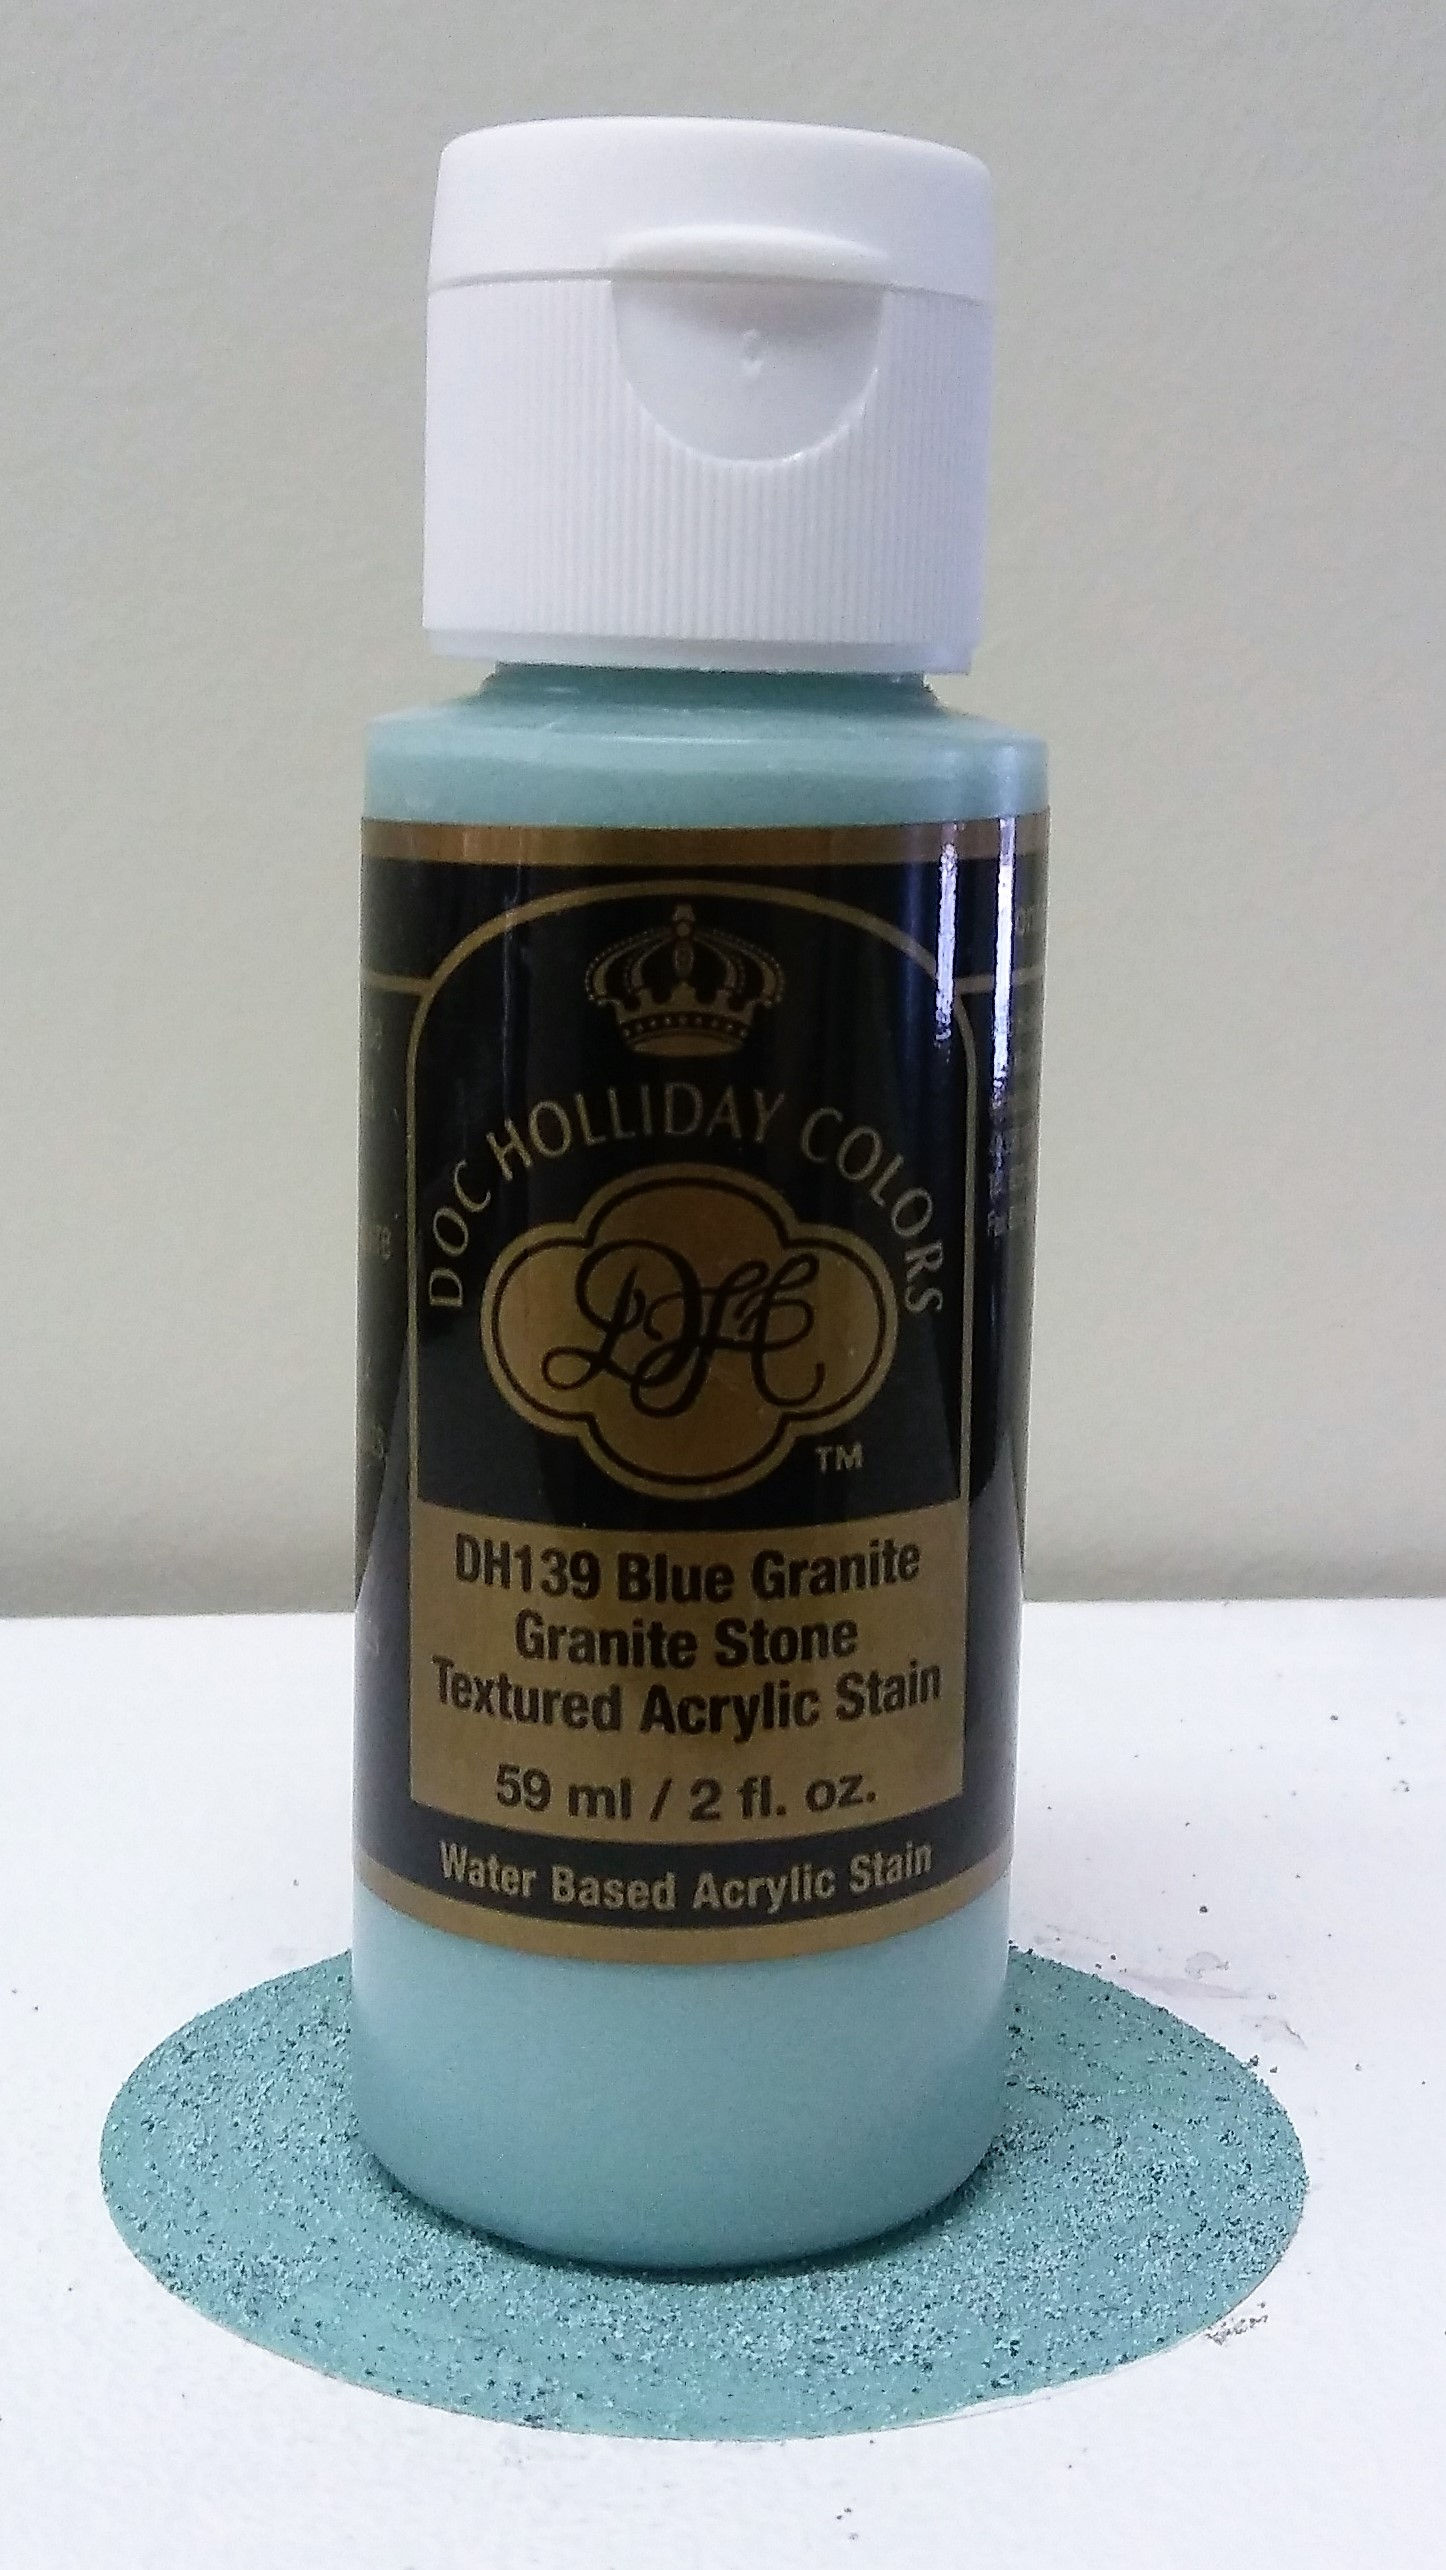 DOC HOLLIDAY COLORS
DH
TM
DH139 Blue Granite
Granite Stone
Textured Acrylic Stain
59 ml / 2 fl. oz.
Water Based Acrylic Stain